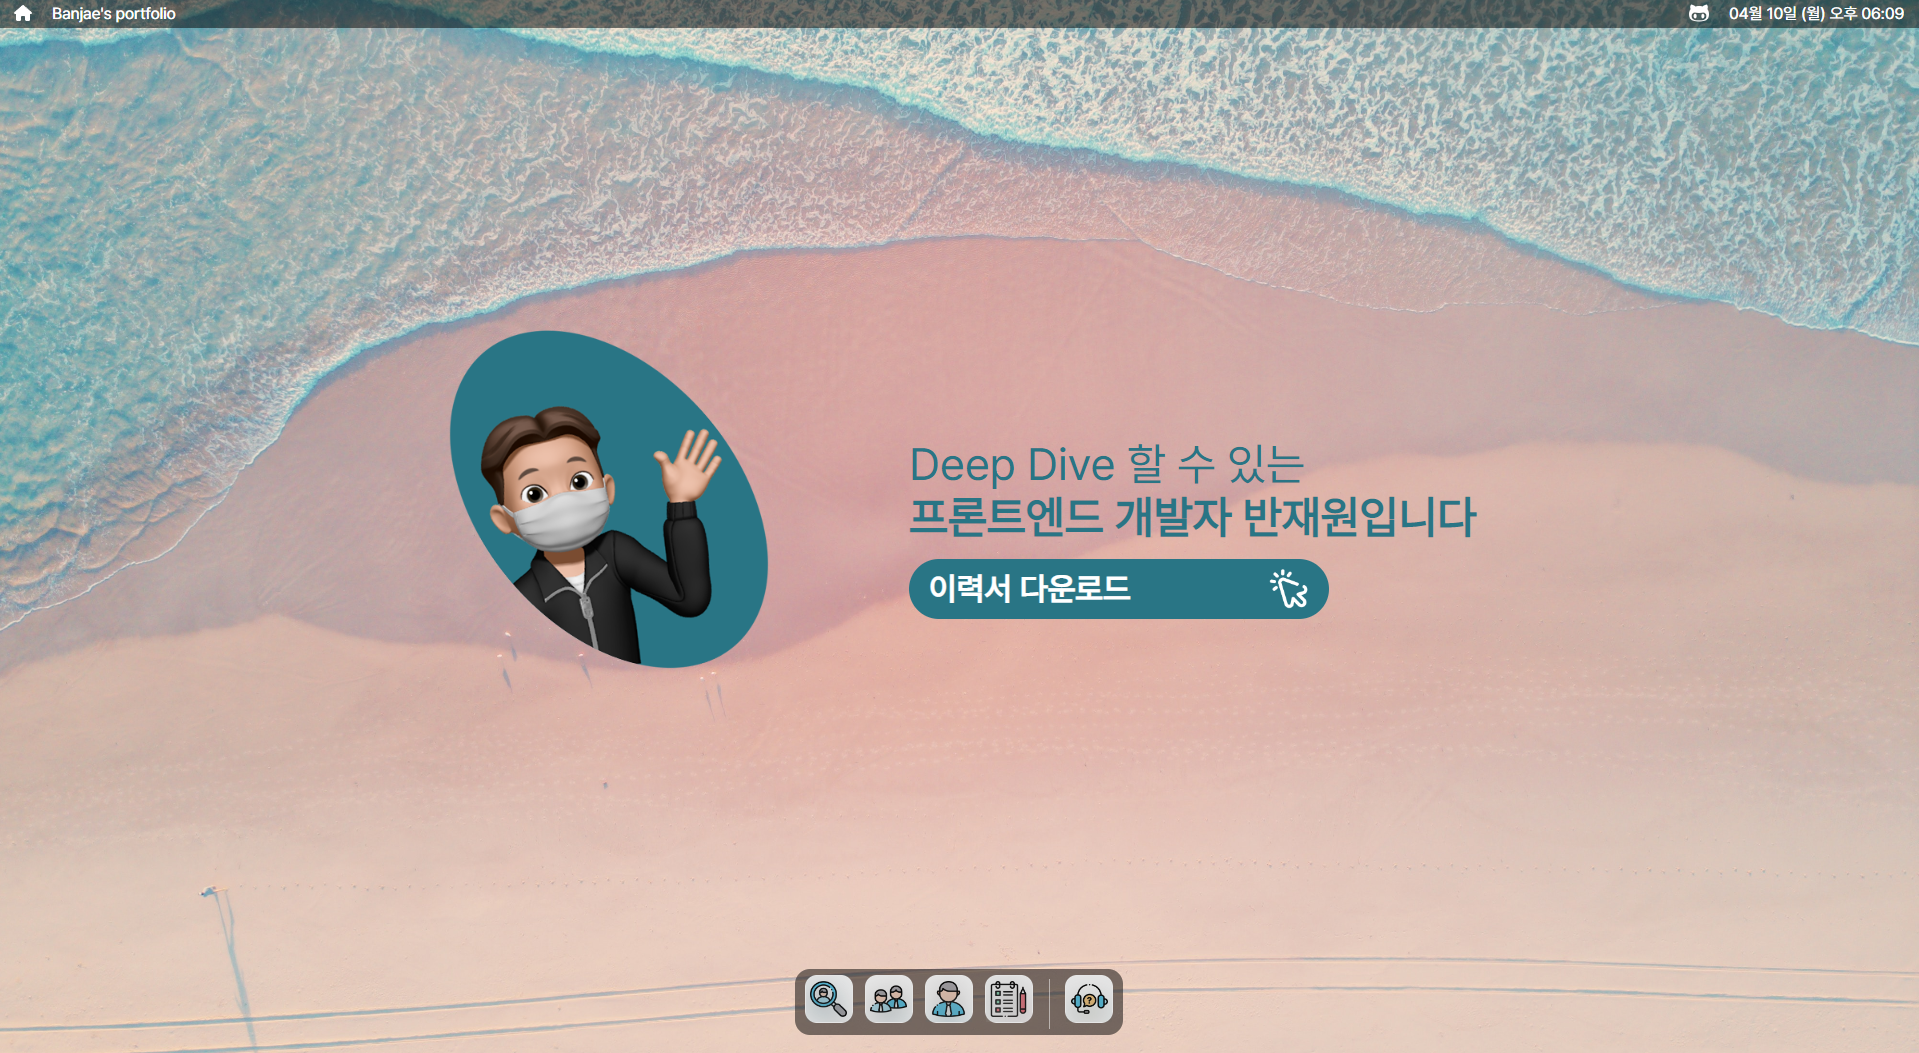 Banjae's portfolio
04월 10일 (월) 오후 06:09
Deep Dive 할 수 있는
프론트엔드 개발자 반재원입니다
이력서 다운로드
?